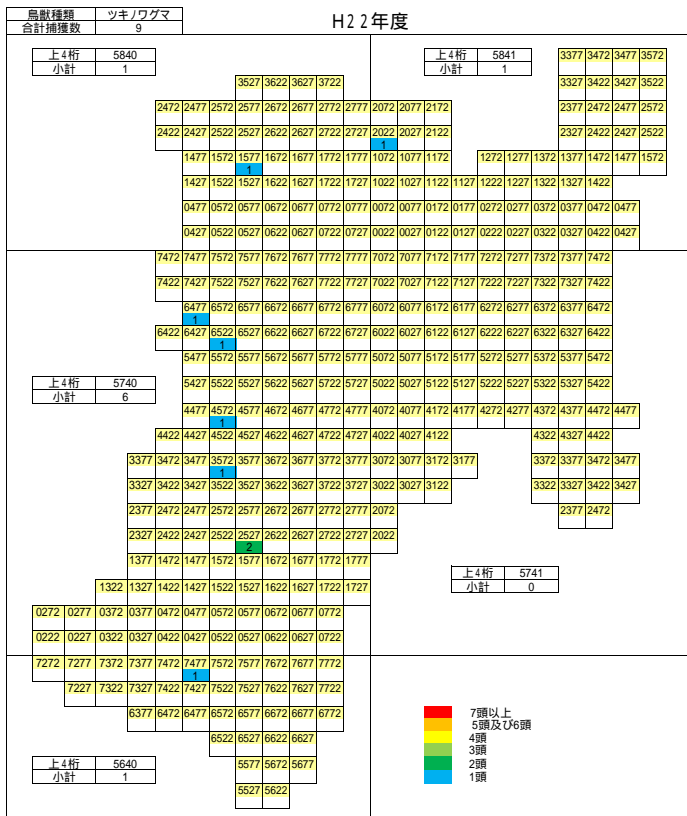 鳥獣種類 ツキノワグマ
合計捕獲数 9
H22年度
上4桁 5840
小計 1
上4桁 5841
小計 1
3377 3472 3477 3572
3527 3622 3627 3722 3327 3422 3427 3522
2472 2477 2572 2577 2672 2677 2772 2777 2072 2077 2172 2377 2472 2477 2572
2422 2427 2522 2527 2622 2627 2722 2727 2022 2027 2122 2327 2422 2427 2522
1
1477 1572 1577 1672 1677 1772 1777 1072 1077 1172 1272 1277 1372 1377 1472 1477 1572
1
1427 1522 1527 1622 1627 1722 1727 1022 1027 1122 1127 1222 1227 1322 1327 1422
0477 0572 0577 0672 0677 0772 0777 0072 0077 0172 0177 0272 0277 0372 0377 0472 0477
0427 0522 0527 0622 0627 0722 0727 0022 0027 0122 0127 0222 0227 0322 0327 0422 0427
7472 7477 7572 7577 7672 7677 7772 7777 7072 7077 7172 7177 7272 7277 7372 7377 7472
7422 7427 7522 7527 7622 7627 7722 7727 7022 7027 7122 7127 7222 7227 7322 7327 7422
6477 6572 6577 6672 6677 6772 6777 6072 6077 6172 6177 6272 6277 6372 6377 6472
1
6422 6427 6522 6527 6622 6627 6722 6727 6022 6027 6122 6127 6222 6227 6322 6327 6422
1
5477 5572 5577 5672 5677 5772 5777 5072 5077 5172 5177 5272 5277 5372 5377 5472
上4桁 5740
小計 6
5427 5522 5527 5622 5627 5722 5727 5022 5027 5122 5127 5222 5227 5322 5327 5422
4477 4572 4577 4672 4677 4772 4777 4072 4077 4172 4177 4272 4277 4372 4377 4472 4477
1
4422 4427 4522 4527 4622 4627 4722 4727 4022 4027 4122 4322 4327 4422
3377 3472 3477 3572 3577 3672 3677 3772 3777 3072 3077 3172 3177 3372 3377 3472 3477
1
3327 3422 3427 3522 3527 3622 3627 3722 3727 3022 3027 3122 3322 3327 3422 3427
2377 2472 2477 2572 2577 2672 2677 2772 2777 2072 2377 2472
2327 2422 2427 2522 2527 2622 2627 2722 2727 2022
2
1377 1472 1477 1572 1577 1672 1677 1772 1777
上4桁 5741
小計 0
1322 1327 1422 1427 1522 1527 1622 1627 1722 1727
0272 0277 0372 0377 0472 0477 0572 0577 0672 0677 0772
0222 0227 0322 0327 0422 0427 0522 0527 0622 0627 0722
7272 7277 7372 7377 7472 7477 7572 7577 7672 7677 7772
1
7227 7322 7327 7422 7427 7522 7527 7622 7627 7722
6377 6472 6477 6572 6577 6672 6677 6772
6522 6527 6622 6627
上4桁 5640
小計 1
5577 5672 5677
5527 5622
7頭以上
5頭及び6頭
4頭
3頭
2頭
1頭